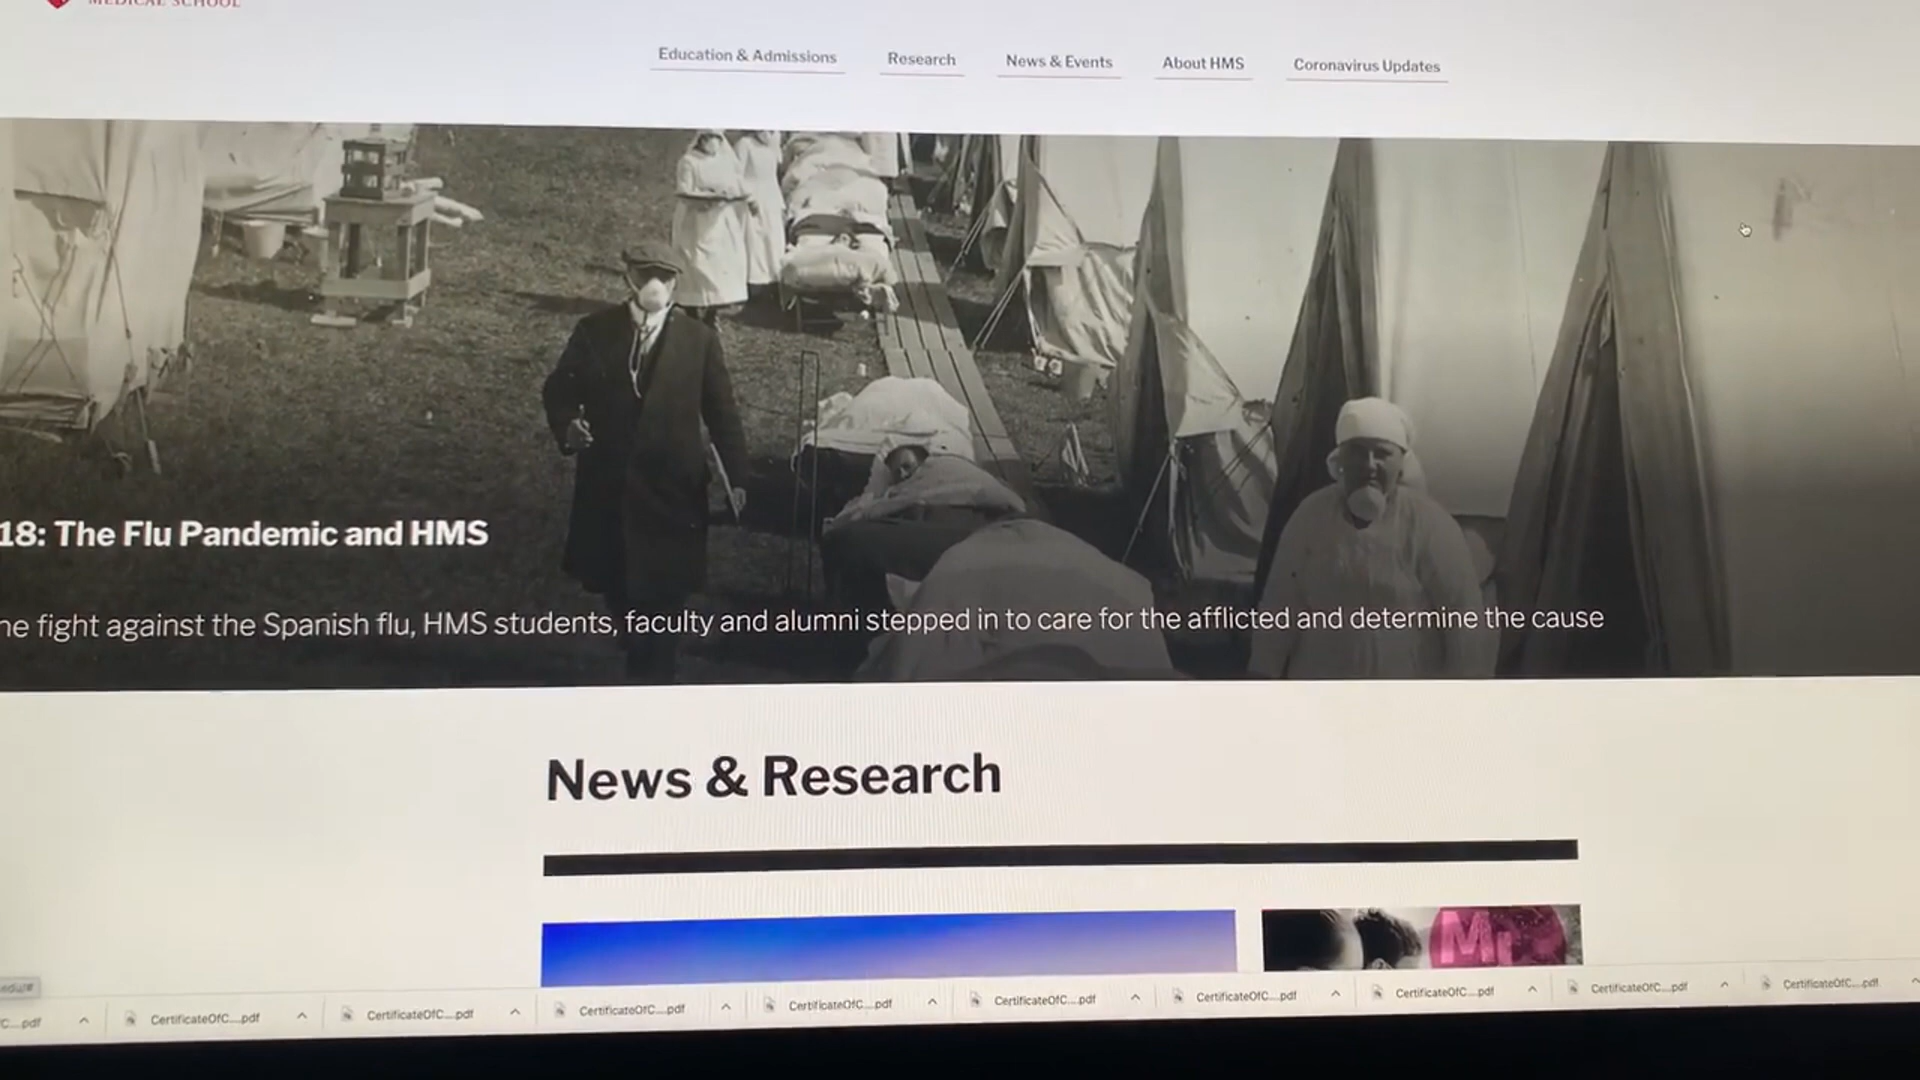 MEDICAL SCHOOL
Education & Admissions Research News & Events About HMS Coronavirus Updates
18: The Flu Pandemic and HMS
he fight against the Spanish flu, HMS students, faculty and alumni stepped in to care for the afflicted and determine the cause
News & Research
M
C....pdf CertificateOfC....pdf CertificateOfC....pdf CertificateOfC....pdf CertificateOfC....pdf CertificateOfC....pdf CertificateOfC....pdf CertificateOfC....pdf CertificateOfC....pdf CertificateOfC....pdf